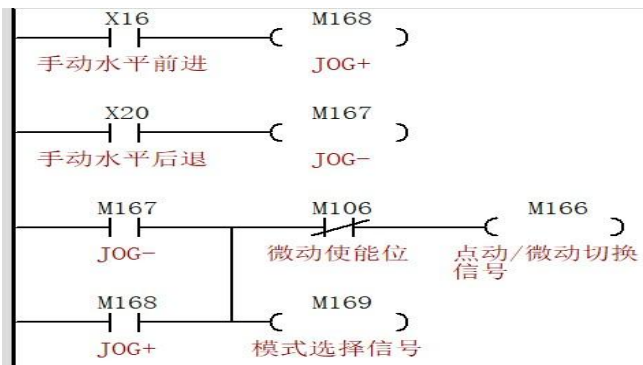 X16 M168
手动水平前进 JOG+
X20 M167
手动水平后退 JOG-
M167 M106 M166
JOG- 微动使能位 点动/微动切换
信号
M168 M169
JOG+ 模式选择信号